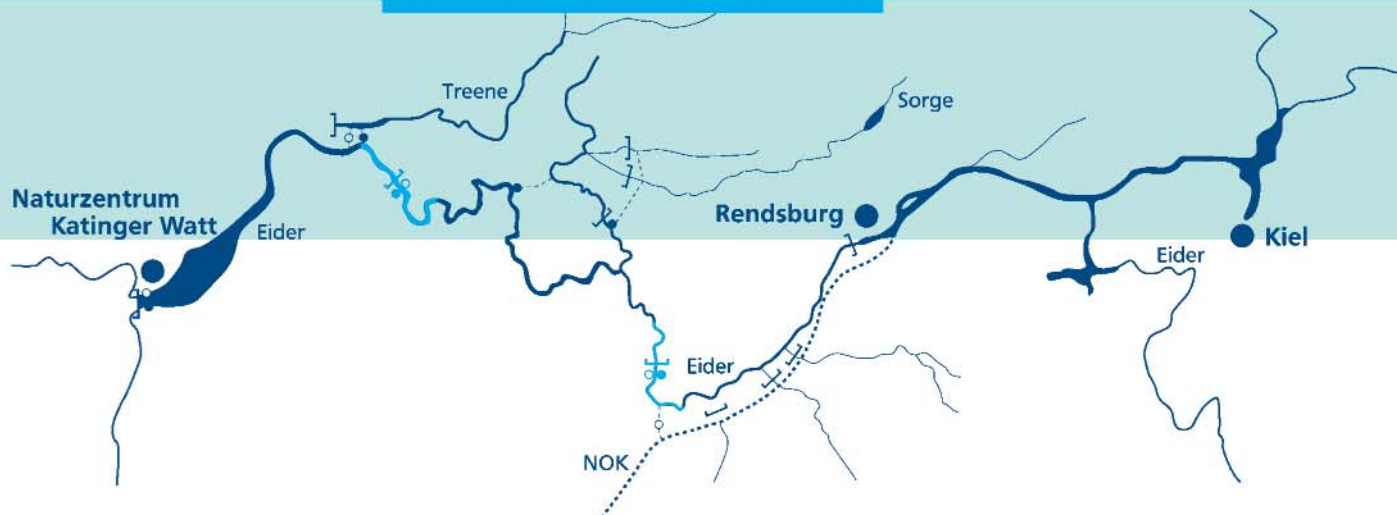 Treene
Sorge
Naturzentrum
Katinger Watt
Eider
Rendsburg
Kiel
Eider
Eider
NOK